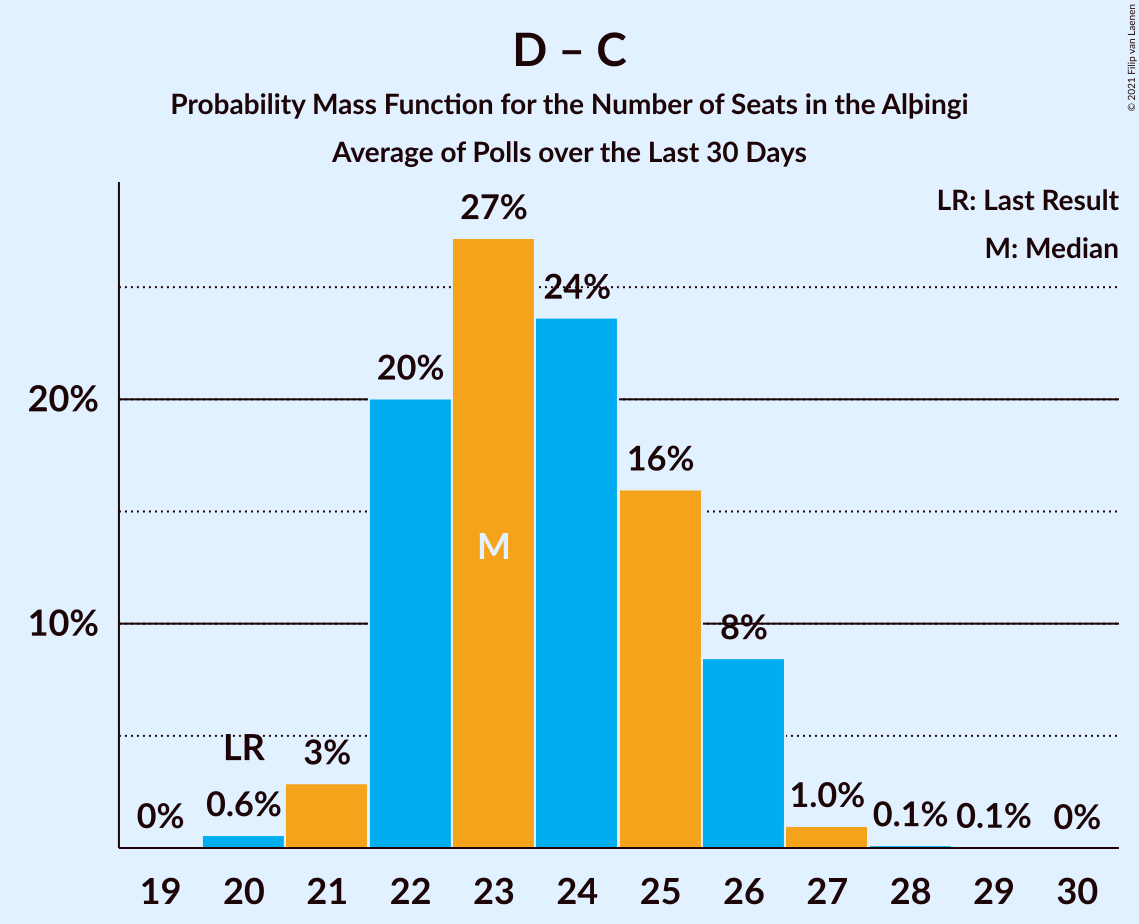 D – C
Probability Mass Function for the Number of Seats in the Alþingi
Average of Polls over the Last 30 Days
© 2021 Filip van Laenen
LR: Last Result
M: Median
27%
24%
20%
20%
16%
M
10%
8%
LR
3%
0%
0.6%
1.0%
0.1%
0.1%
0%
19 20 21 22 23 24 25 26 27 28 29 30